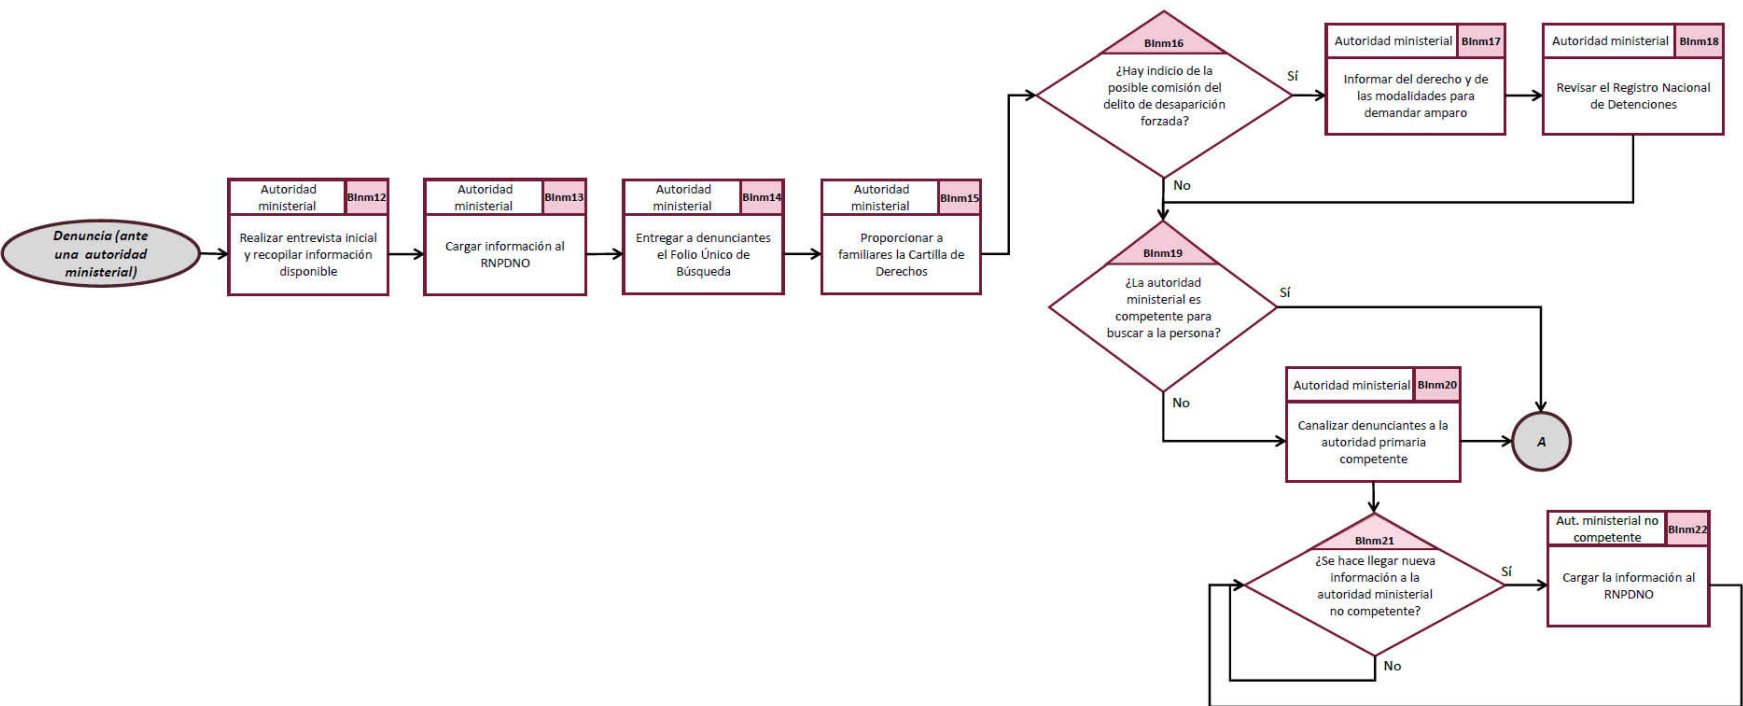 Denuncia (ante
una autoridad
ministerial)
Autoridad
ministerial
BInm12
Realizar entrevista inicial
y recopilar información
disponible
Autoridad
ministerial
BInm13
Cargar información al
RNPDNO
Autoridad
ministerial
BInm14
Entregar a denunciantes
el Folio Único de
Búsqueda
Autoridad
ministerial
BInm15
Proporcionar a
familiares la Cartilla de
Derechos
BInm16
¿Hay indicio de la
posible comisión del
delito de desaparición
forzada?
Sí
No
Autoridad ministerial
BInm17
Informar del derecho y de
las modalidades para
demandar amparo
Autoridad ministerial
BInm18
Revisar el Registro Nacional
de Detenciones
BInm19
¿La autoridad
ministerial es
competente para
buscar a la persona?
Sí
No
Autoridad ministerial
BInm20
Canalizar denunciantes a la
autoridad primaria
competente
A
BInm21
¿Se hace llegar nueva
información a la
autoridad ministerial
no competente?
Sí
No
Aut. ministerial no
competente
BInm22
Cargar la información al
RNPDNO